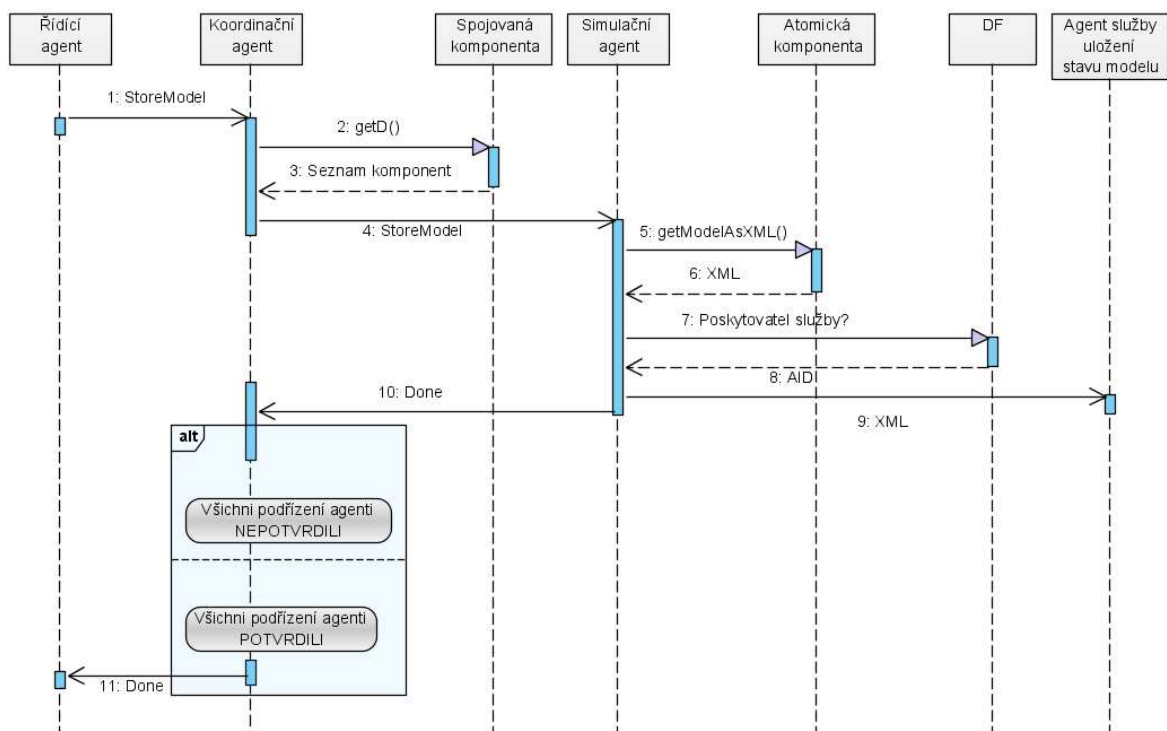 Řídící
agent
Koordinační
agent
Spojovaná
komponenta
Simulační
agent
Atomická
komponenta
DF
Agent služby
uložení
stavu modelu
1: StoreModel
2: getD()
3: Seznam komponent
4: StoreModel
5: getModelAsXML()
6: XML
7: Poskytovatel služby?
8: AID
10: Done
9: XML
alt
Všichni podřízení agenti
NEPOTVRDILI
Všichni podřízení agenti
POTVRDILI
11: Done